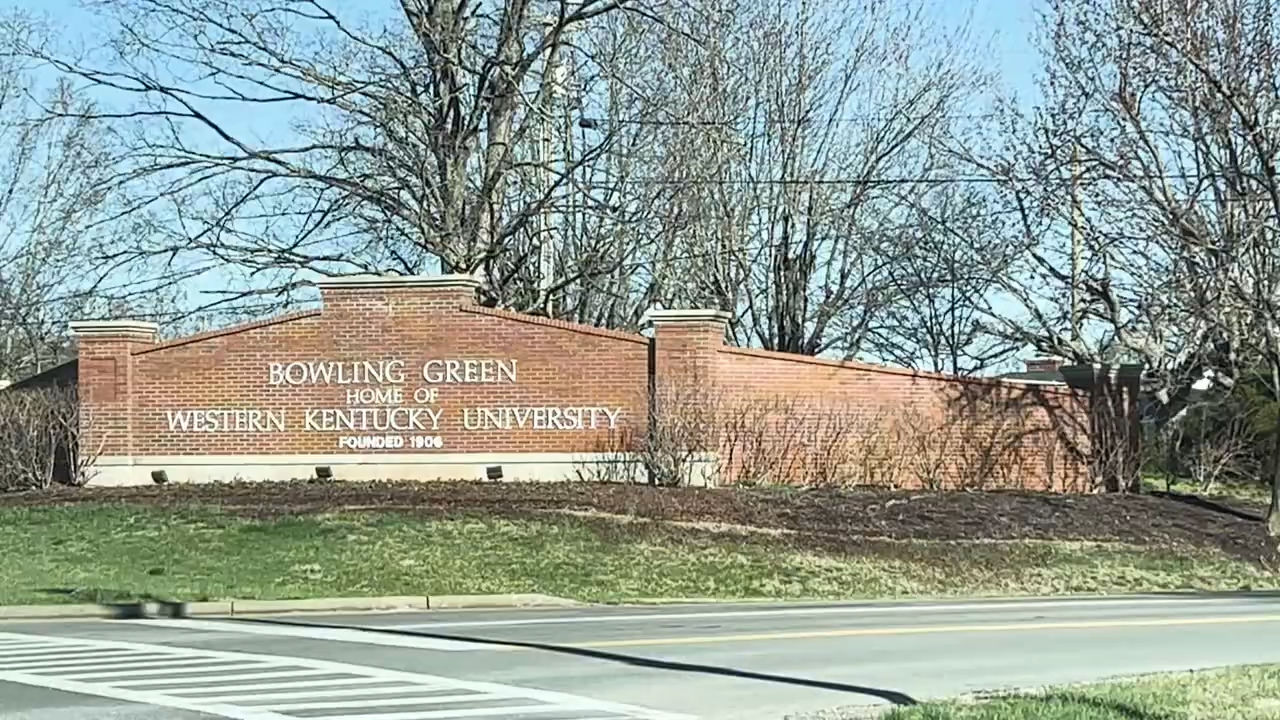 BOWLING GREEN
HOME OF
WESTERN KENTUCKY UNIVERSITY
FOUNDED 1906